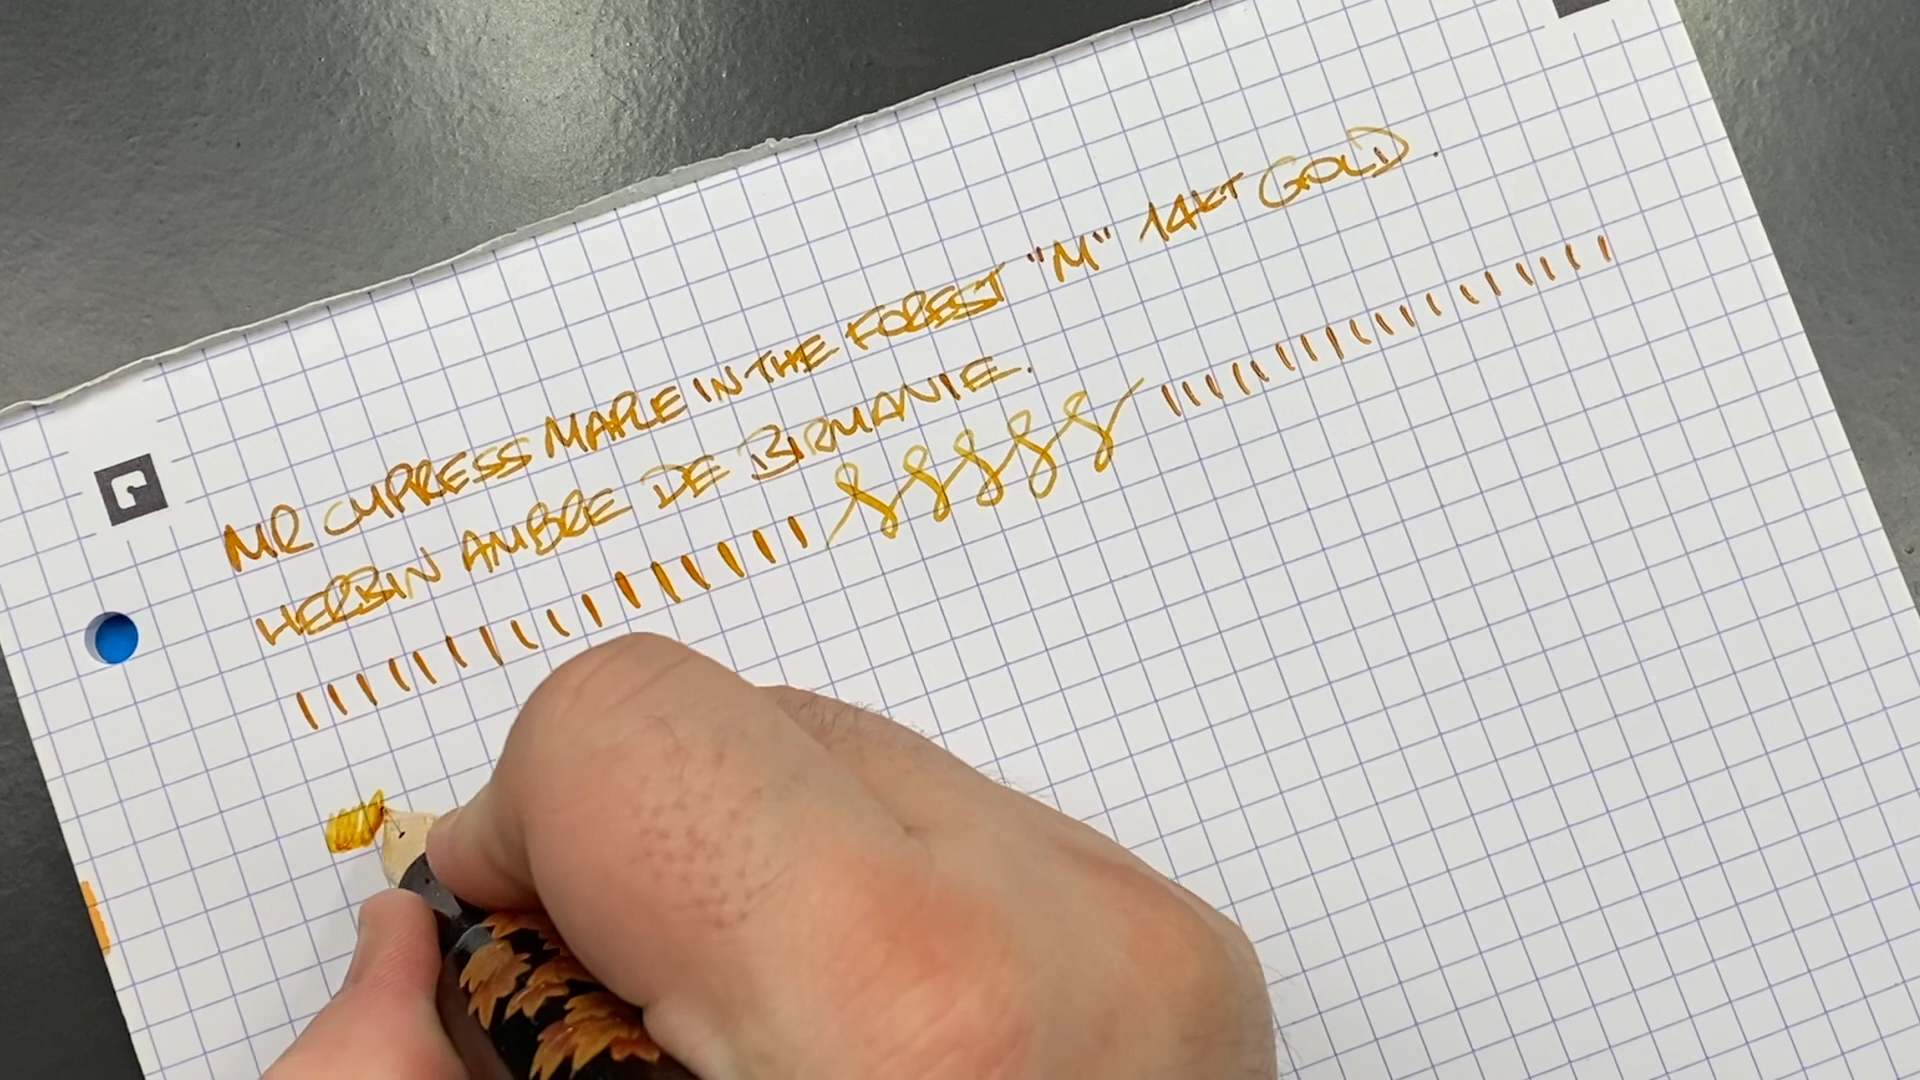 MR CYPRESS MAPLE IN THE FOREST "M" 14KT GOLD.
HERBIN AMBRE DE BIRMANIE.